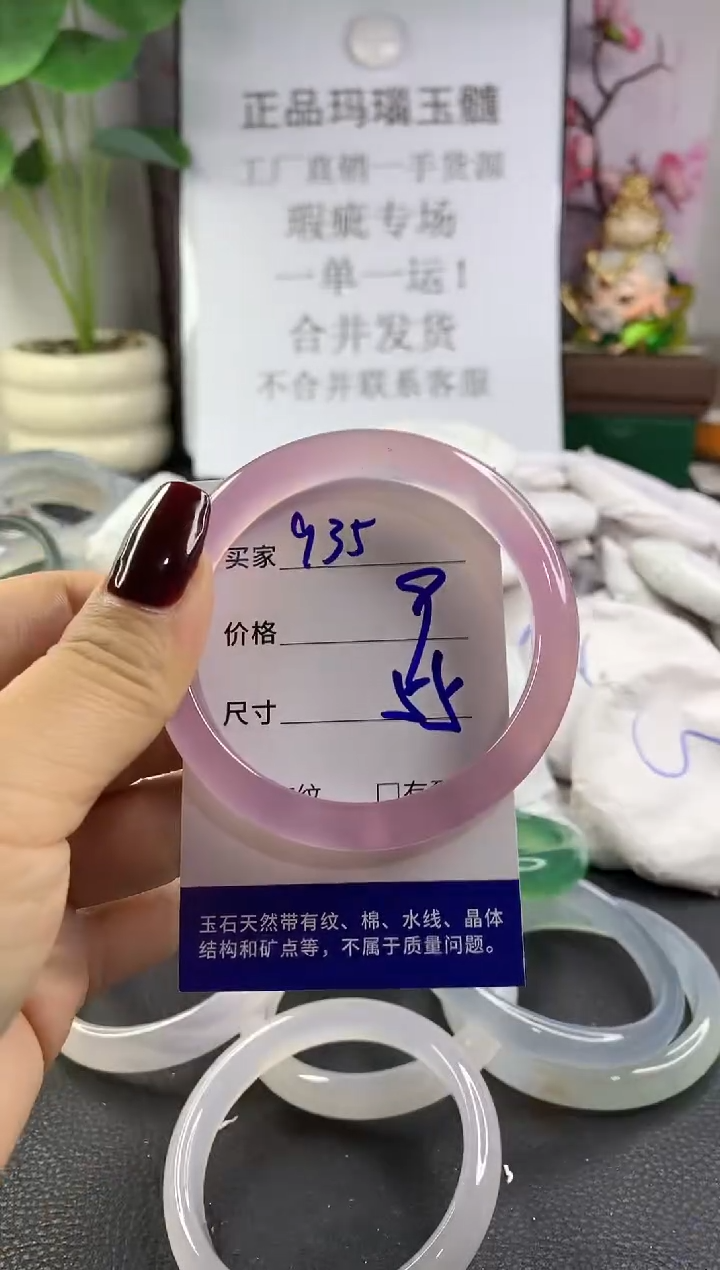 正品玛瑙玉髓
工厂直销一手货源
瑕疵专场
一单一运！
合并发货
不合并联系客服
买家 935
价格
尺寸
纹 □有
玉石天然带有纹、棉、水线、晶体
结构和矿点等，不属于质量问题。